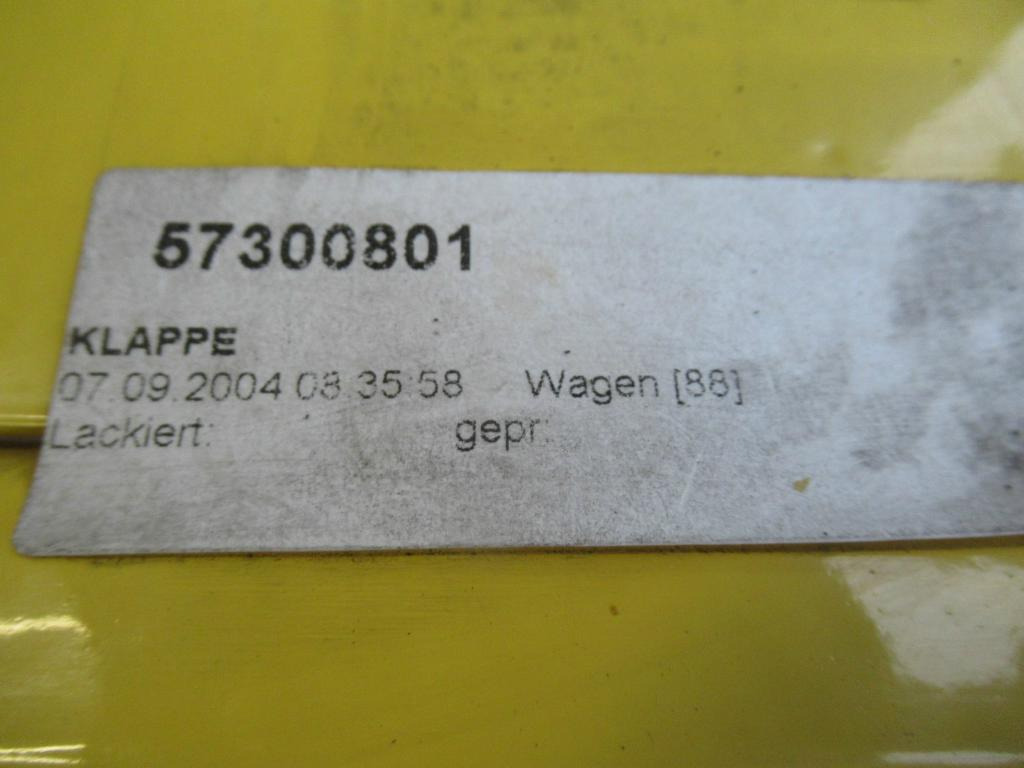 57300801
KLAPPE
07.09.2004 08:35:58 Wagen [88]
Lackiert: gepr: